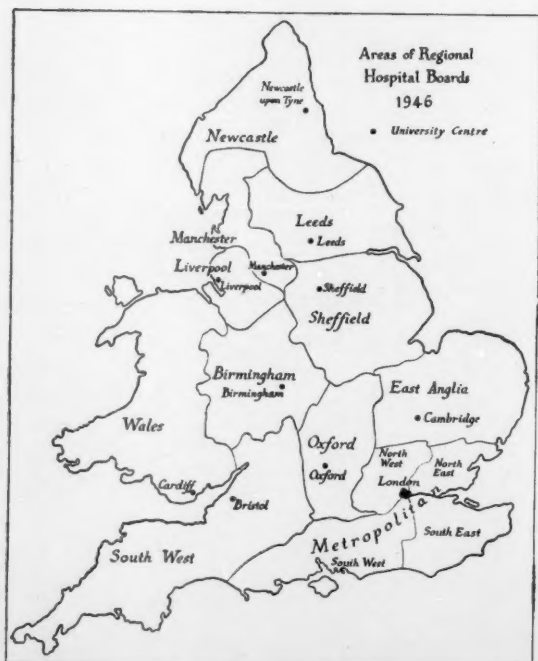 Areas of Regional
Hospital Boards
1946
University Centre
Newcastle
upon Tyne
Newcastle
Leeds
Leeds
Manchester
Manchester
Liverpool
Liverpool
Sheffield
Sheffield
Birmingham
Birmingham
East Anglia
Cambridge
Wales
Oxford
Oxford
North
West
North
East
London
Cardiff
Bristol
Metropolita
South East
South West
South West